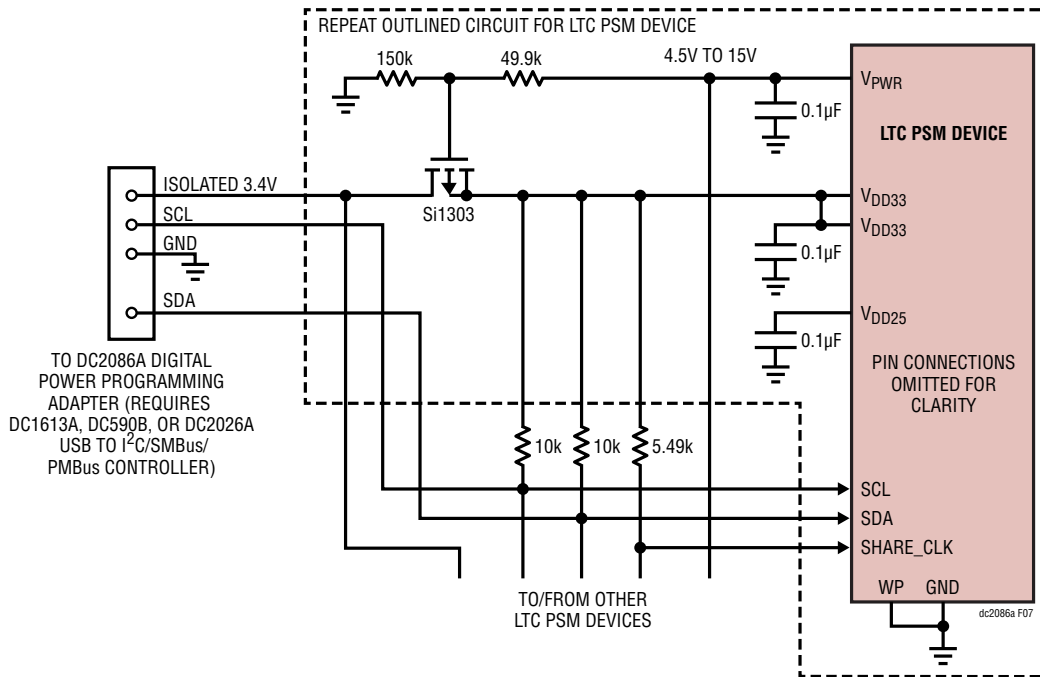 REPEAT OUTLINED CIRCUIT FOR LTC PSM DEVICE
150k
49.9k
4.5V TO 15V
VPWR
0.1µF
LTC PSM DEVICE
ISOLATED 3.4V
Si1303
VDD33
SCL
VDD33
GND
0.1µF
SDA
VDD25
0.1µF
TO DC2086A DIGITAL
POWER PROGRAMMING
ADAPTER (REQUIRES
DC1613A, DC590B, OR DC2026A
USB TO I2C/SMBus/
PMBus CONTROLLER)
PIN CONNECTIONS
OMITTED FOR
CLARITY
10k
10k
5.49k
SCL
SDA
SHARE_CLK
TO/FROM OTHER
LTC PSM DEVICES
WP
GND
dc2086a F07